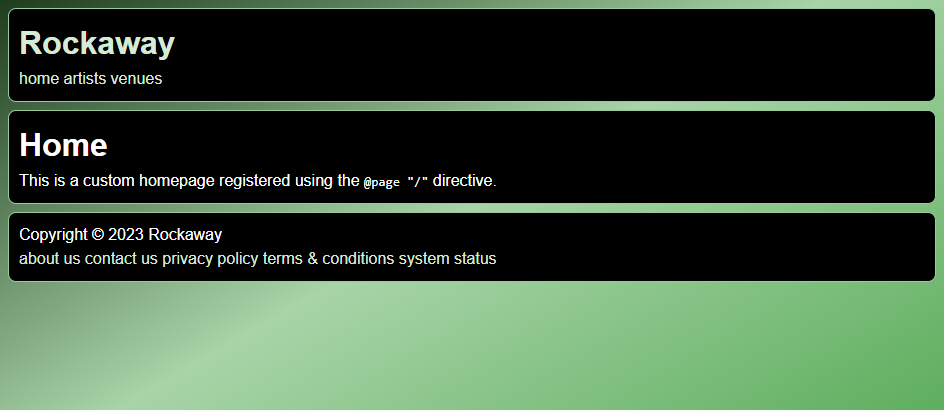 Rockaway
home artists venues
Home
This is a custom homepage registered using the @page "/" directive.
Copyright © 2023 Rockaway
about us contact us privacy policy terms & conditions system status